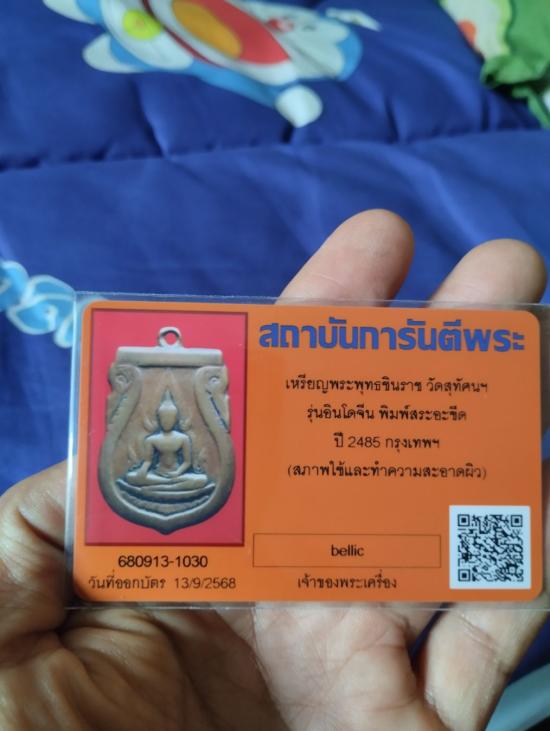 สถาบันการันตีพระ
เหรียญพระพุทธชินราช วัดสุทัศนฯ
รุ่นอินโดจีน พิมพ์สระอะขีด
ปี 2485 กรุงเทพฯ
(สภาพใช้และทำความสะอาดผิว)
bellic
เจ้าของพระเครื่อง
680913-1030
วันที่ออกบัตร 13/9/2568